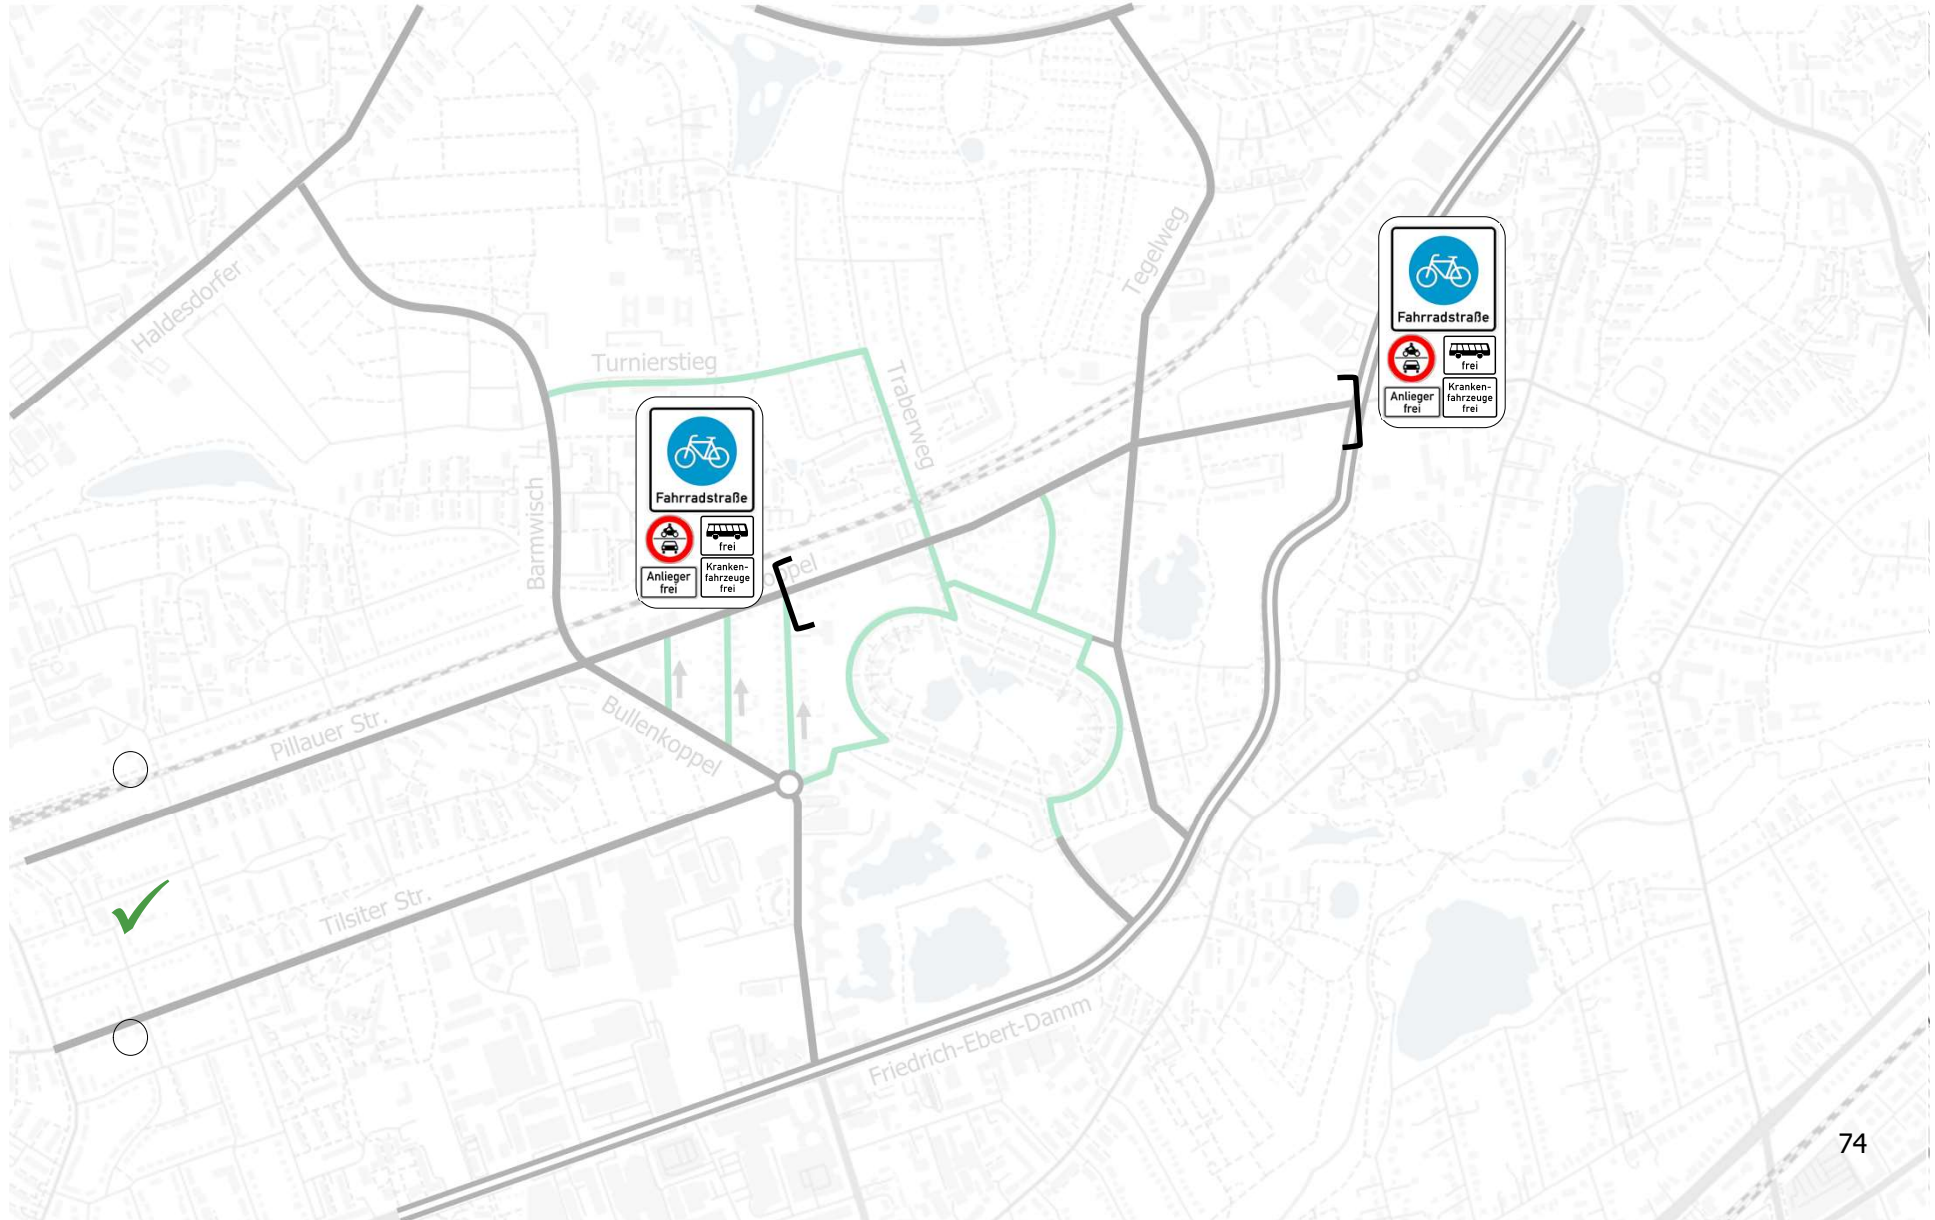 Haldesdorfer
Tegelweg
Turnierstieg
Traberweg
Barmwisch
Fahrradstraße
frei
Anlieger
frei
Kranken-
fahrzeuge
frei
Fahrradstraße
frei
Anlieger
frei
Kranken-
fahrzeuge
frei
Pillauer Str.
Bullenkoppel
Tilsiter Str.
Friedrich-Ebert-Damm
74